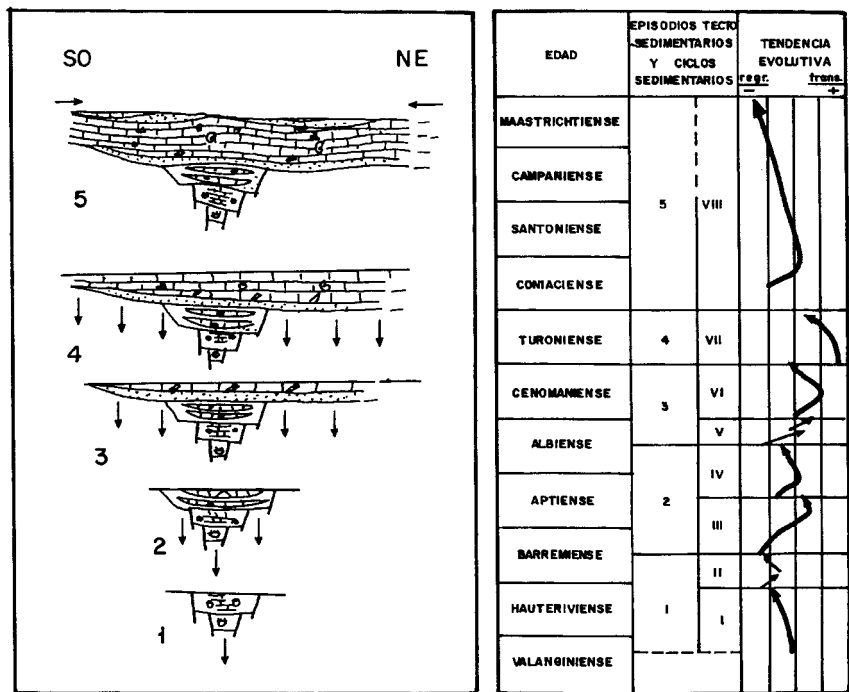 SO NE
5
4
3
2
1
EDAD
EPISODIOS TECTO
-SEDIMENTARIOS
Y CICLOS
SEDIMENTARIOS
TENDENCIA
EVOLUTIVA
regr. trans.
− +
MAASTRICHTIENSE
CAMPANIENSE
SANTONIENSE
CONIACIENSE
TURONIENSE
CENOMANIENSE
ALBIENSE
APTIENSE
BARREMIENSE
HAUTERIVIENSE
VALANGINIENSE
5 VIII
4 VII
3 VI
V
2 IV
III
II
1 I